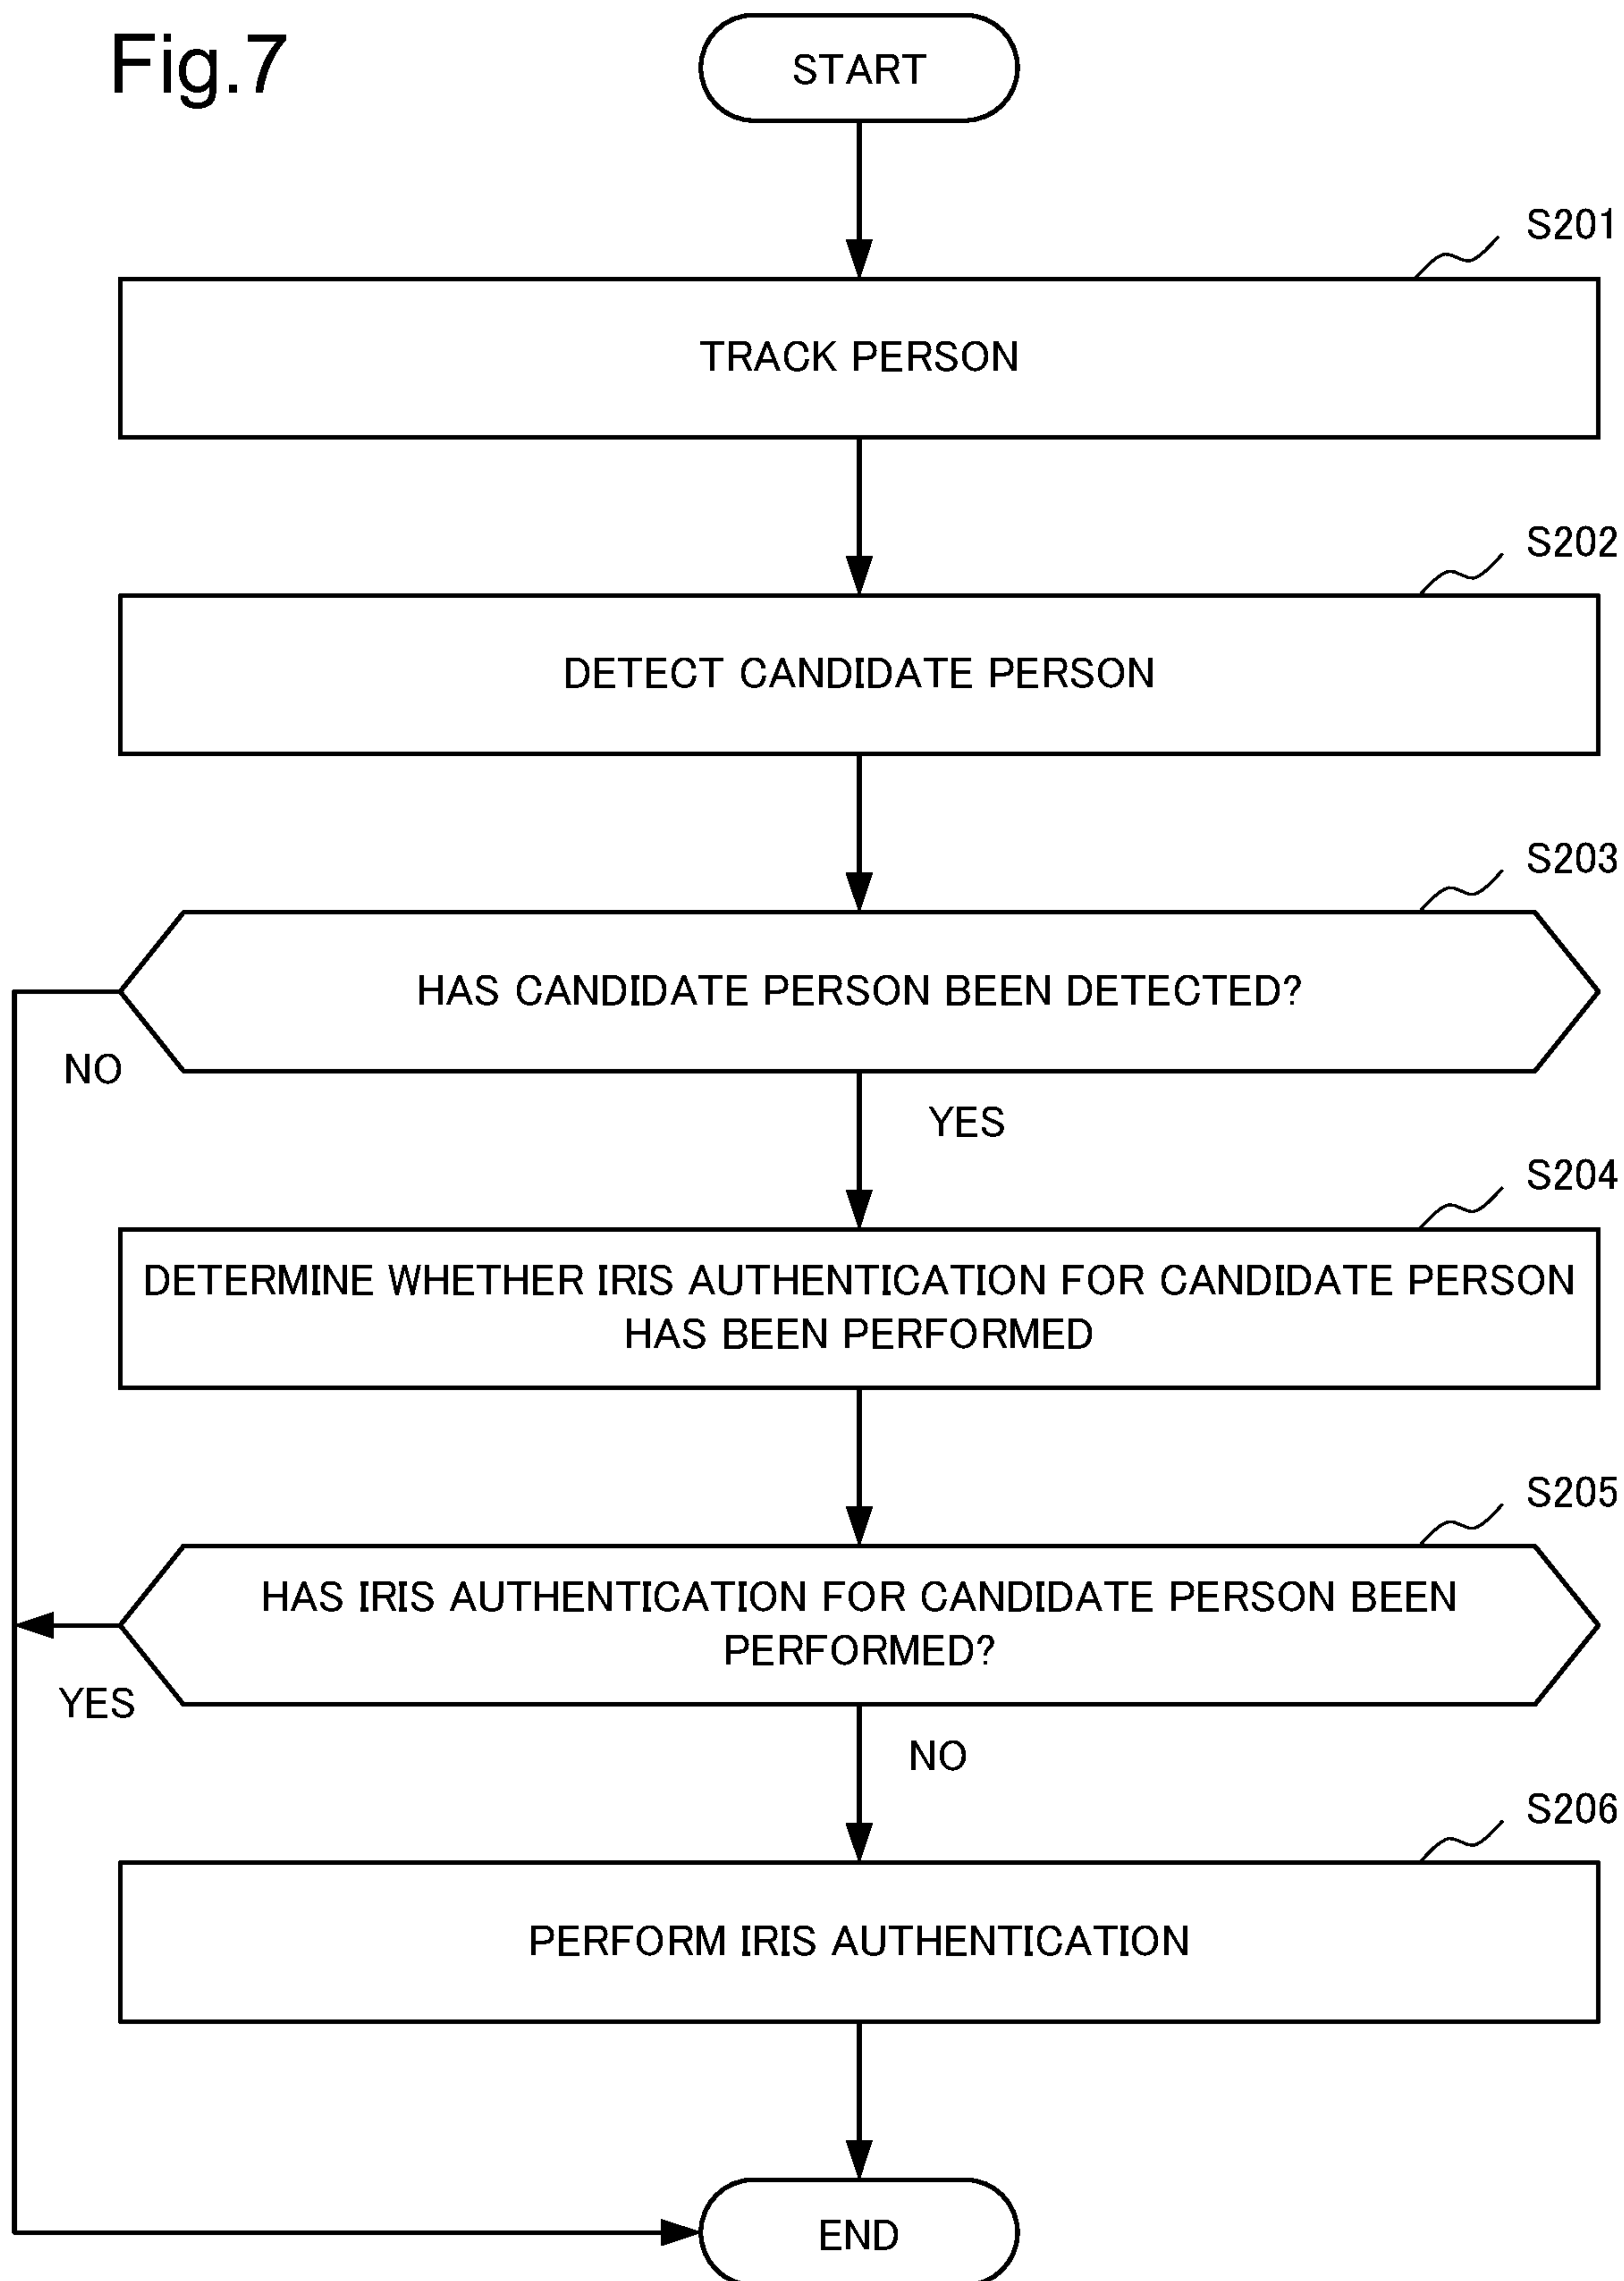 Fig.7
START
S201
TRACK PERSON
S202
DETECT CANDIDATE PERSON
S203
HAS CANDIDATE PERSON BEEN DETECTED?
NO
YES
S204
DETERMINE WHETHER IRIS AUTHENTICATION FOR CANDIDATE PERSON
HAS BEEN PERFORMED
S205
HAS IRIS AUTHENTICATION FOR CANDIDATE PERSON BEEN
PERFORMED?
YES
NO
S206
PERFORM IRIS AUTHENTICATION
END